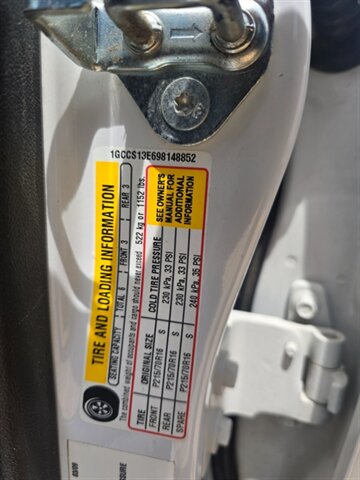 1GCCS13E698148852
TIRE AND LOADING INFORMATION
SEATING CAPACITY TOTAL 6 FRONT 3 REAR 3
The combined weight of occupants and cargo should never exceed 522 kg or 1152 lbs.
TIRE ORIGINAL SIZE COLD TIRE PRESSURE
FRONT P215/70R16 S 230 kPa, 33 PSI
REAR P215/70R16 S 230 kPa, 33 PSI
SPARE P215/70R16 S 240 kPa, 35 PSI
SEE OWNER'S
MANUAL FOR
ADDITIONAL
INFORMATION